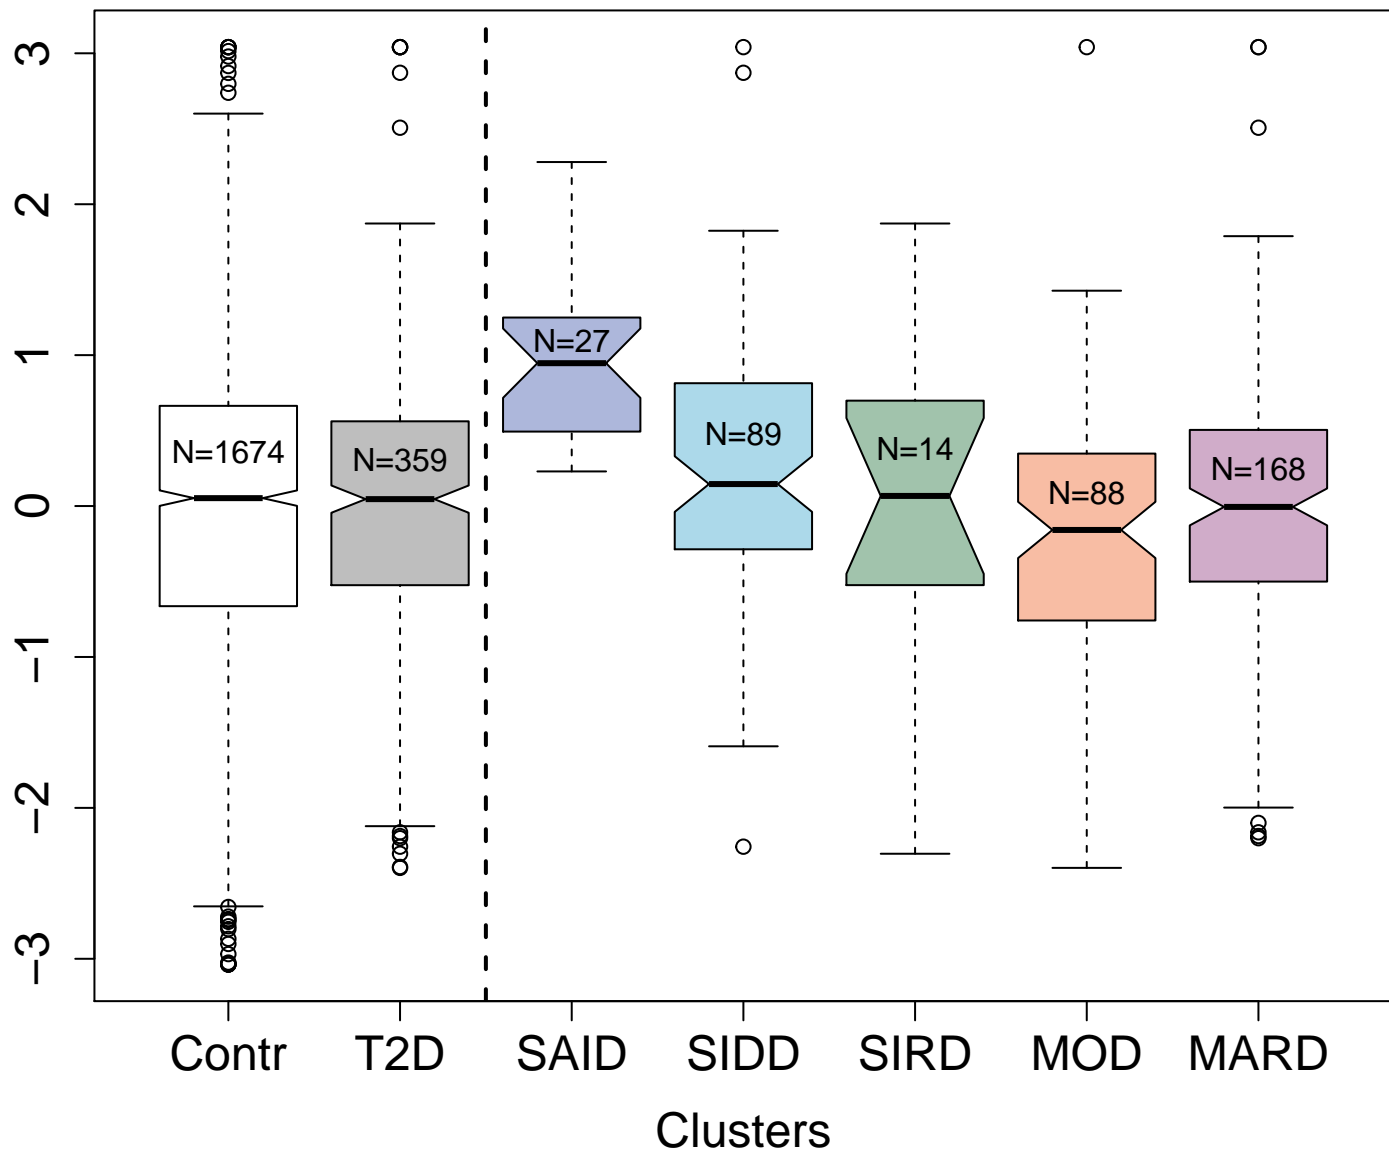 3
2
1
0
−1
−2
−3
N=1674
N=359
N=27
N=89
N=14
N=88
N=168
Contr T2D SAID SIDD SIRD MOD MARD
Clusters